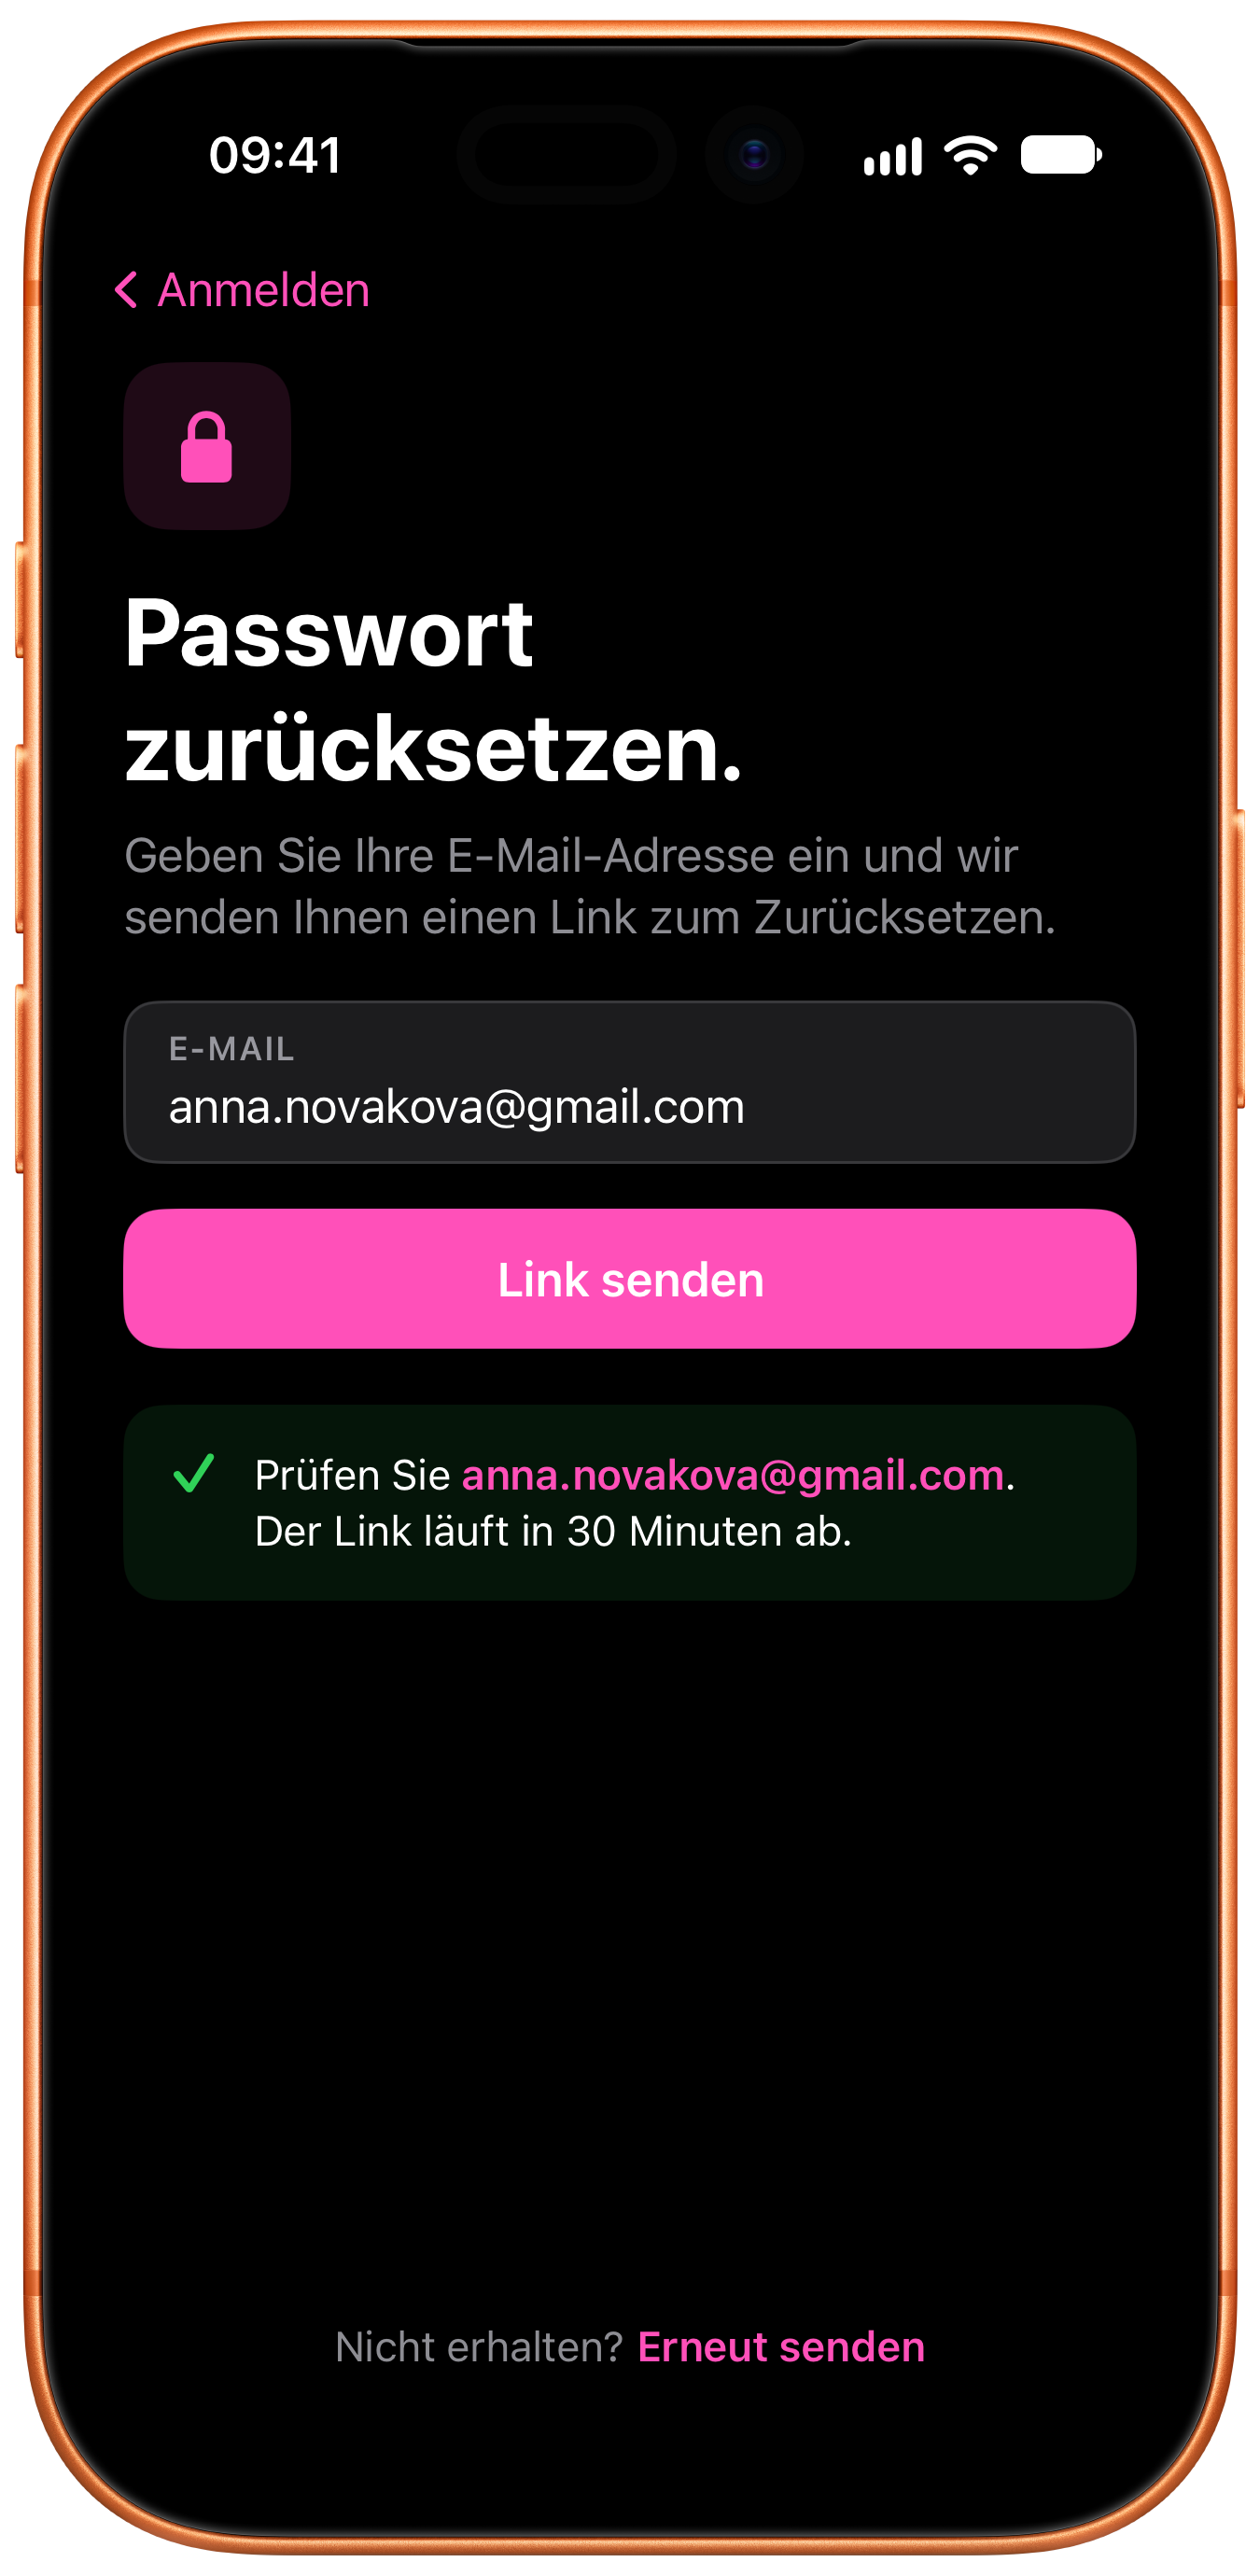 09:41
Anmelden
Passwort
zurücksetzen.
Geben Sie Ihre E-Mail-Adresse ein und wir
senden Ihnen einen Link zum Zurücksetzen.
E-MAIL
anna.novakova@gmail.com
Link senden
Prüfen Sie anna.novakova@gmail.com.
Der Link läuft in 30 Minuten ab.
Nicht erhalten? Erneut senden